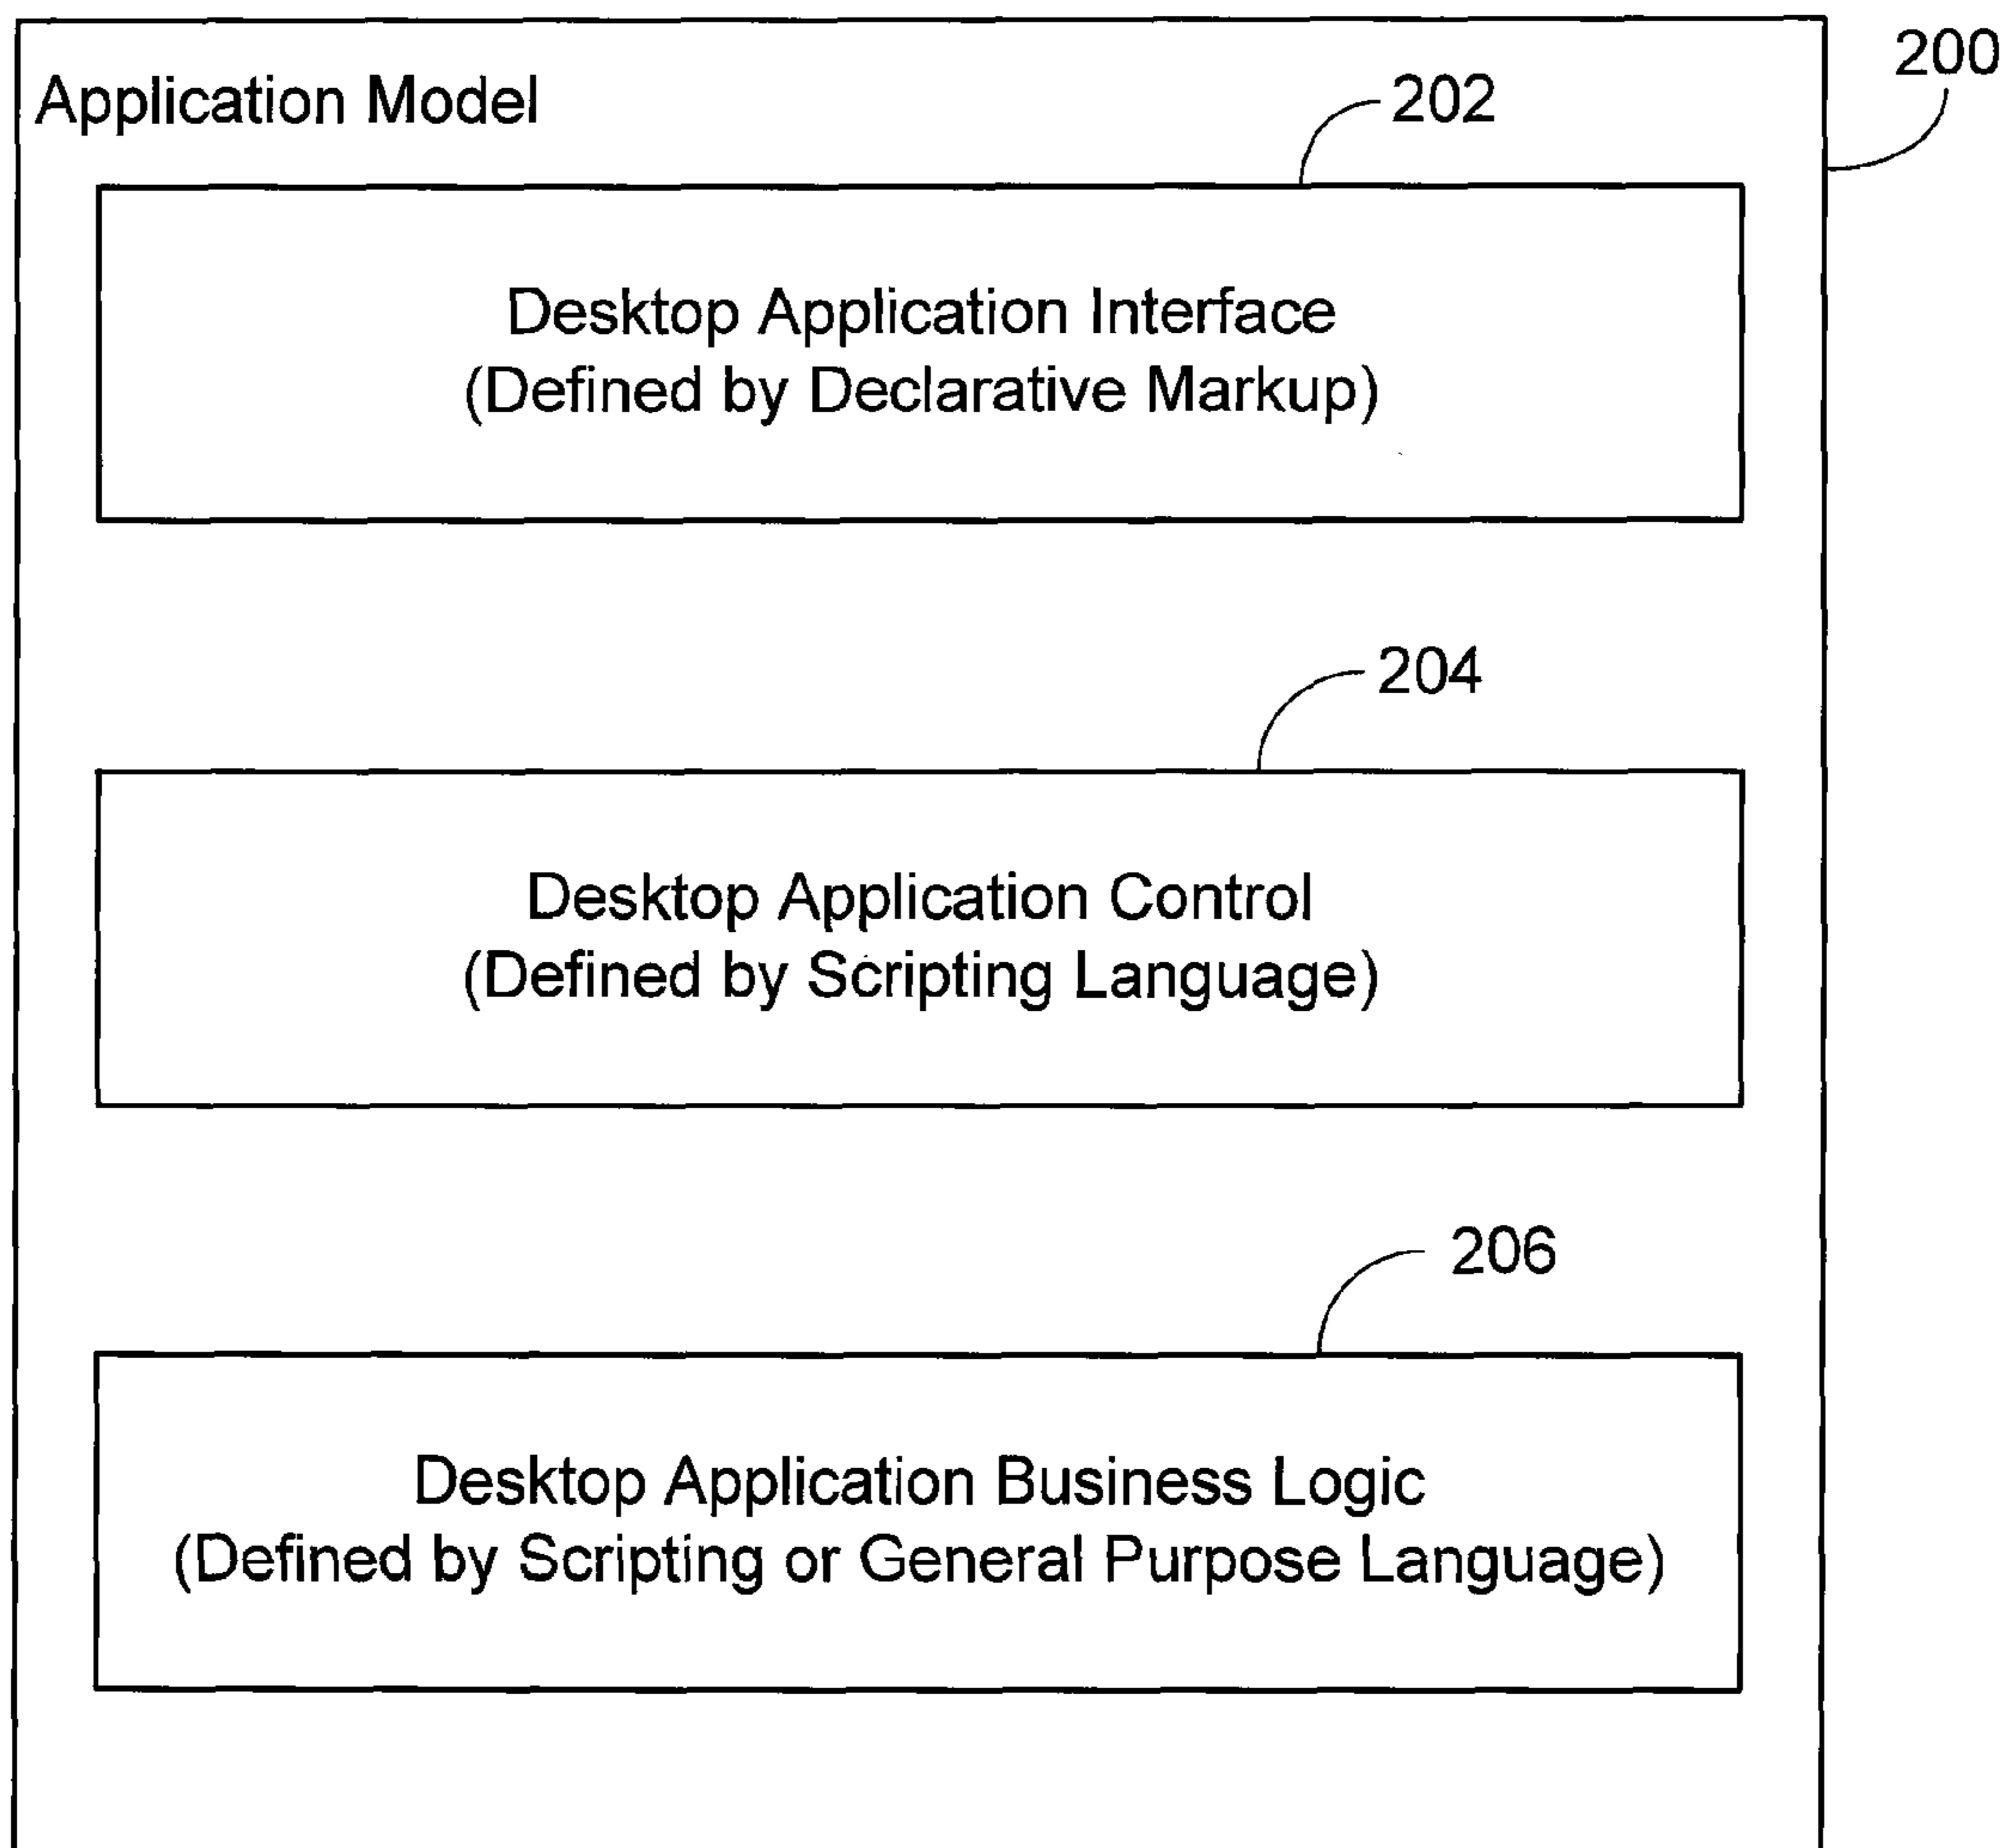 200
Application Model
202
Desktop Application Interface
(Defined by Declarative Markup)
204
Desktop Application Control
(Defined by Scripting Language)
206
Desktop Application Business Logic
(Defined by Scripting or General Purpose Language)